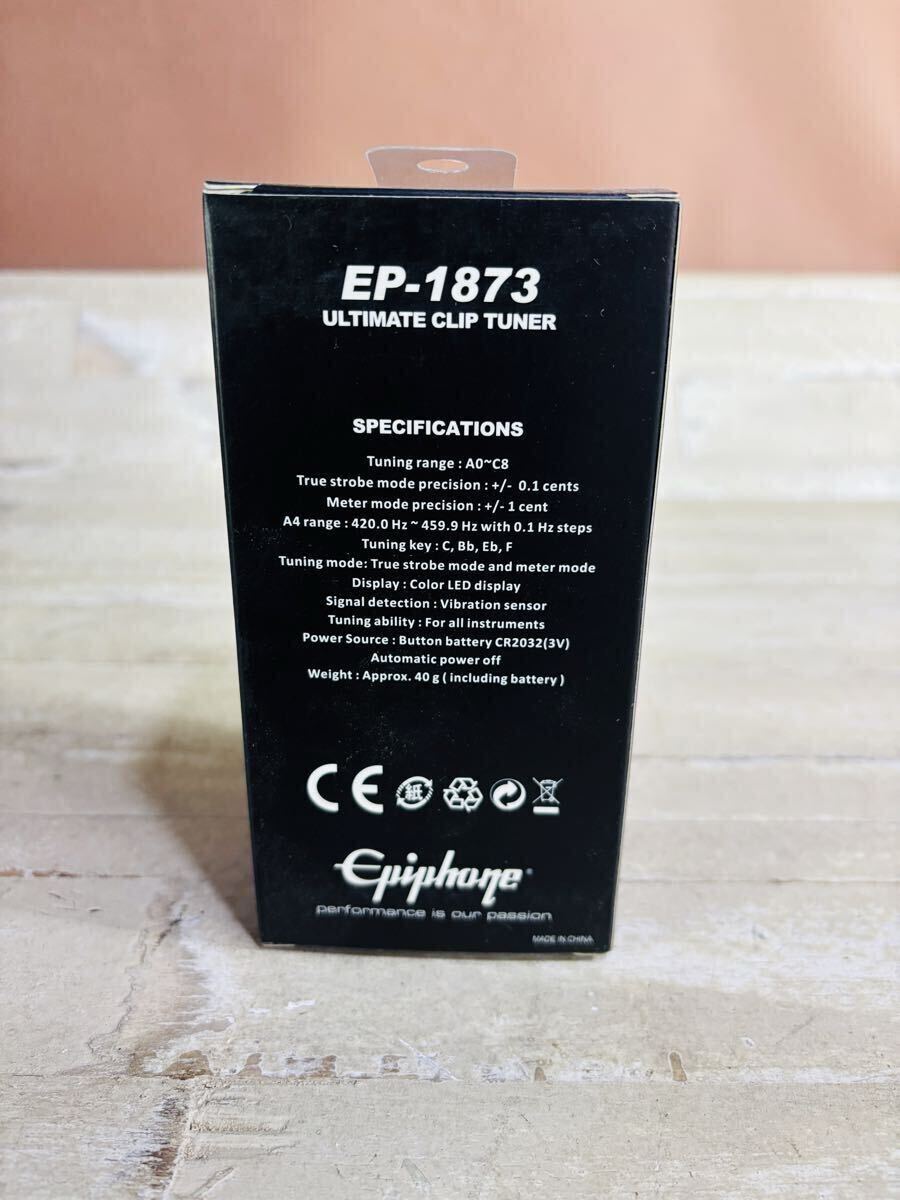 EP-1873
ULTIMATE CLIP TUNER
SPECIFICATIONS
Tuning range : A0~C8
True strobe mode precision : +/- 0.1 cents
Meter mode precision : +/- 1 cent
A4 range : 420.0 Hz ~ 459.9 Hz with 0.1 Hz steps
Tuning key : C, Bb, Eb, F
Tuning mode: True strobe mode and meter mode
Display : Color LED display
Signal detection : Vibration sensor
Tuning ability : For all instruments
Power Source : Button battery CR2032(3V)
Automatic power off
Weight : Approx. 40 g ( including battery )
CE 紙
Epiphone
performance is our passion
MADE IN CHINA